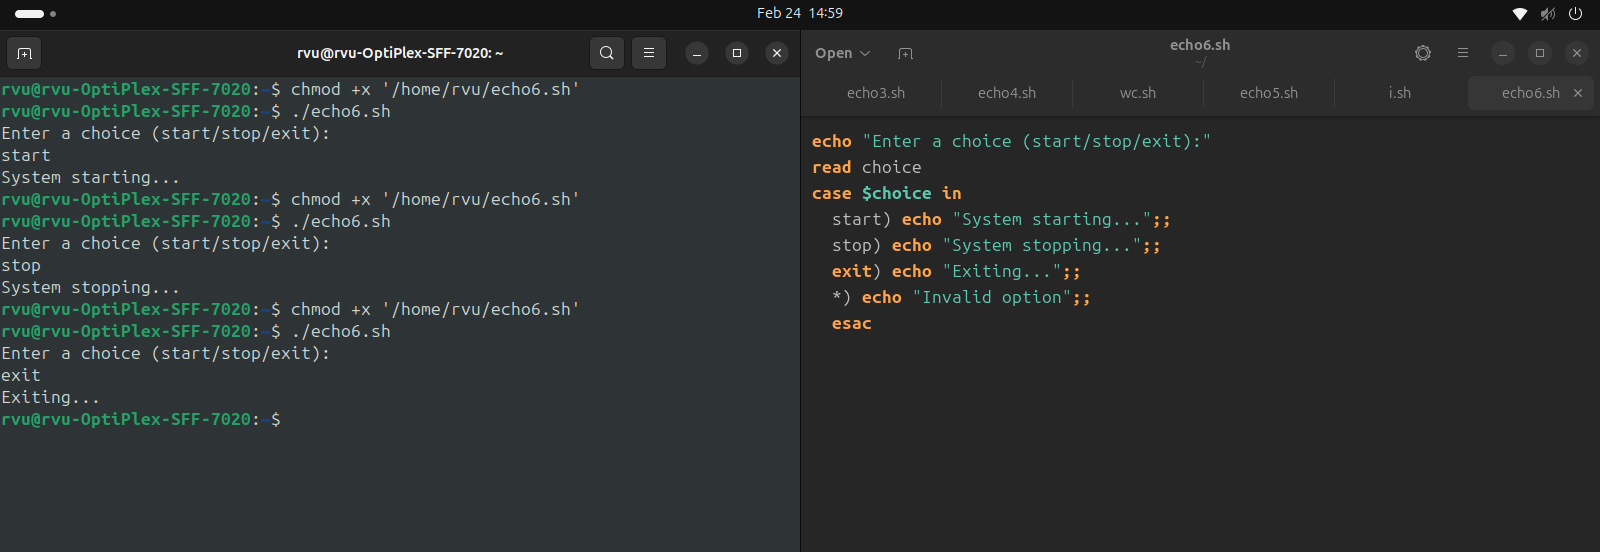 Feb 24 14:59
rvu@rvu-OptiPlex-SFF-7020: ~
rvu@rvu-OptiPlex-SFF-7020:~$ chmod +x '/home/rvu/echo6.sh'
rvu@rvu-OptiPlex-SFF-7020:~$ ./echo6.sh
Enter a choice (start/stop/exit):
start
System starting...
rvu@rvu-OptiPlex-SFF-7020:~$ chmod +x '/home/rvu/echo6.sh'
rvu@rvu-OptiPlex-SFF-7020:~$ ./echo6.sh
Enter a choice (start/stop/exit):
stop
System stopping...
rvu@rvu-OptiPlex-SFF-7020:~$ chmod +x '/home/rvu/echo6.sh'
rvu@rvu-OptiPlex-SFF-7020:~$ ./echo6.sh
Enter a choice (start/stop/exit):
exit
Exiting...
rvu@rvu-OptiPlex-SFF-7020:~$
Open
echo6.sh
~/
echo3.sh echo4.sh wc.sh echo5.sh i.sh echo6.sh
echo "Enter a choice (start/stop/exit):"
read choice
case $choice in
  start) echo "System starting...";;
  stop) echo "System stopping...";;
  exit) echo "Exiting...";;
  *) echo "Invalid option";;
  esac